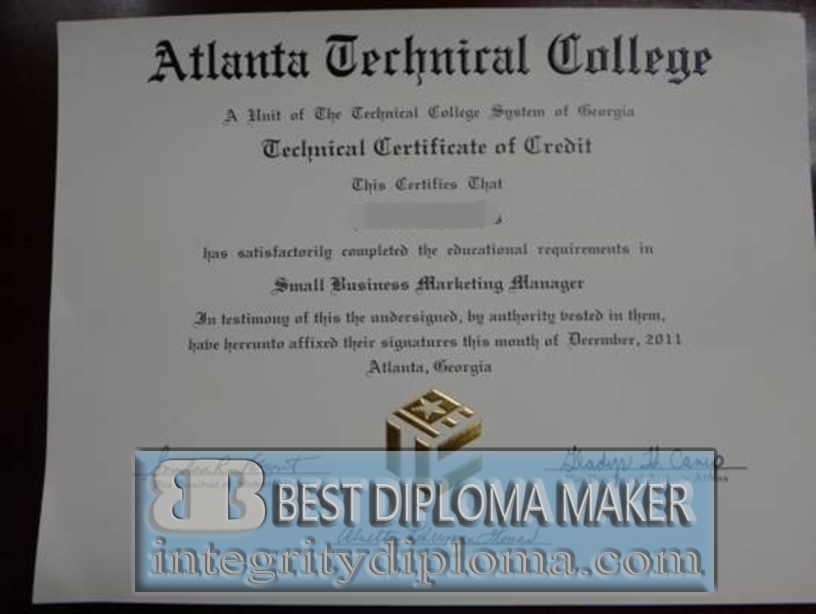 Atlanta Technical College
A Unit of The Technical College System of Georgia
Technical Certificate of Credit
This Certifies That
has satisfactorily completed the educational requirements in
Small Business Marketing Manager
In testimony of this the undersigned, by authority vested in them,
have hereunto affixed their signatures this month of December, 2011
Atlanta, Georgia
Gladys H. Camp
BEST DIPLOMA MAKER
integritydiploma.com